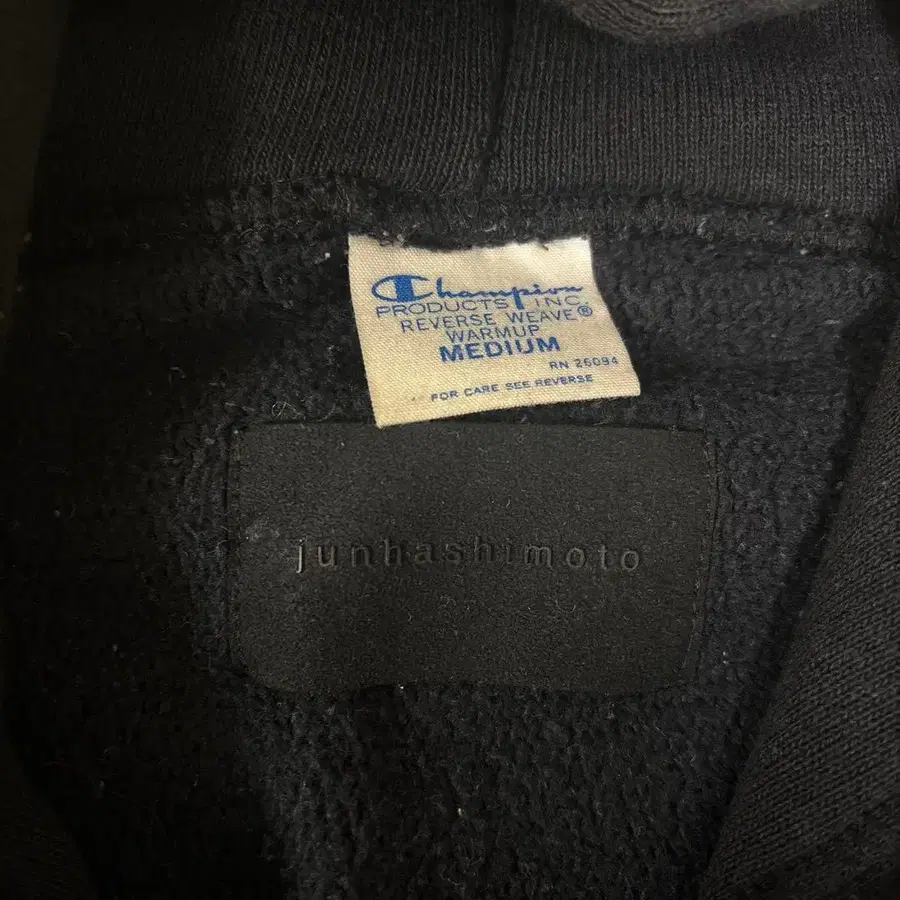 Champion
PRODUCTS INC.
REVERSE WEAVE®
WARMUP
MEDIUM
RN 26094
FOR CARE SEE REVERSE
junhashimoto